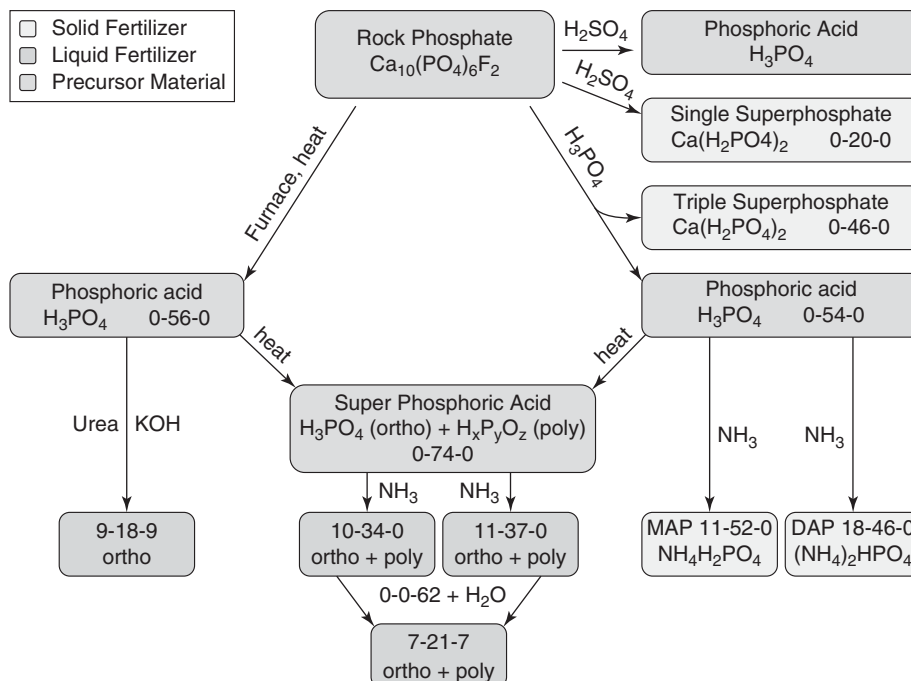 Solid Fertilizer
Liquid Fertilizer
Precursor Material
Rock Phosphate
Ca₁₀(PO₄)₆F₂
H₂SO₄
Phosphoric Acid
H₃PO₄
H₂SO₄
Single Superphosphate
Ca(H₂PO4)₂ 0-20-0
Furnace, heat
H₃PO₄
Triple Superphosphate
Ca(H₂PO₄)₂ 0-46-0
Phosphoric acid
H₃PO₄ 0-56-0
Phosphoric acid
H₃PO₄ 0-54-0
heat
heat
Urea KOH
Super Phosphoric Acid
H₃PO₄ (ortho) + HₓPᵧO_z (poly)
0-74-0
NH₃ NH₃
NH₃ NH₃
9-18-9
ortho
10-34-0
ortho + poly
11-37-0
ortho + poly
MAP 11-52-0
NH₄H₂PO₄
DAP 18-46-0
(NH₄)₂HPO₄
0-0-62 + H₂O
7-21-7
ortho + poly